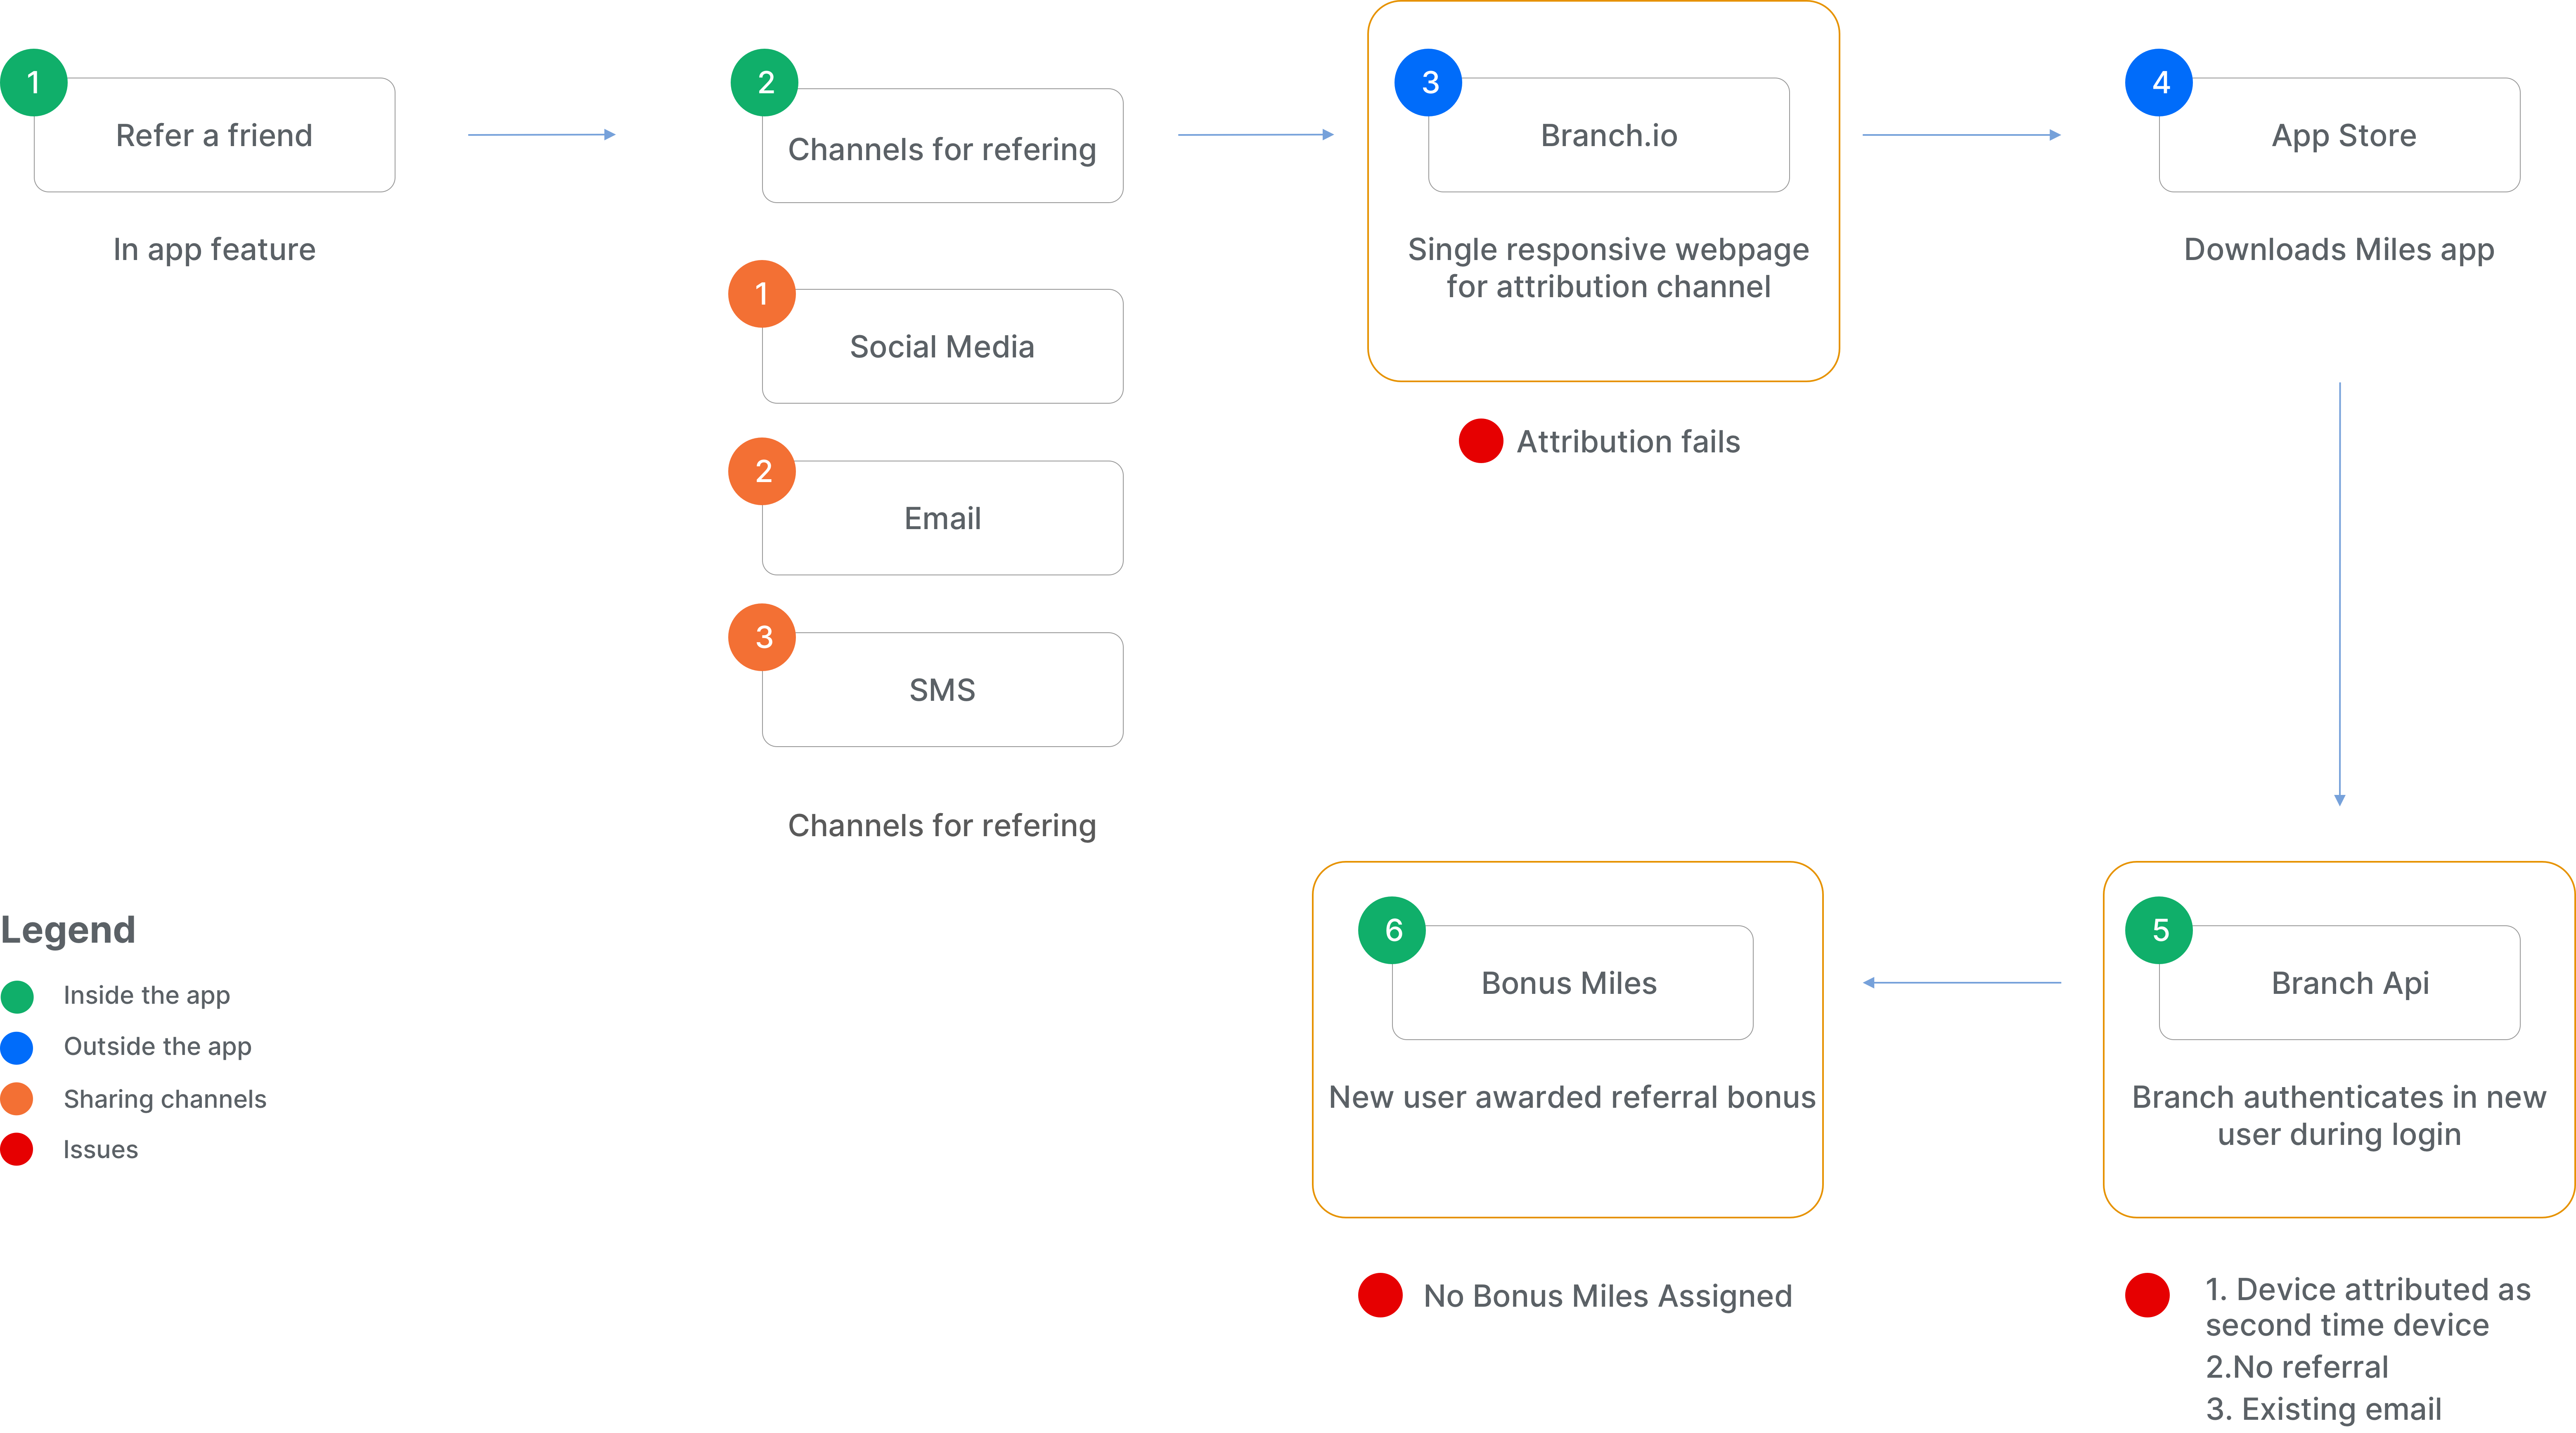 1
Refer a friend
In app feature
2
Channels for refering
1
Social Media
2
Email
3
SMS
Channels for refering
3
Branch.io
Single responsive webpage
for attribution channel
Attribution fails
4
App Store
Downloads Miles app
5
Branch Api
Branch authenticates in new
user during login
1. Device attributed as
second time device
2.No referral
3. Existing email
6
Bonus Miles
New user awarded referral bonus
No Bonus Miles Assigned
Legend
Inside the app
Outside the app
Sharing channels
Issues